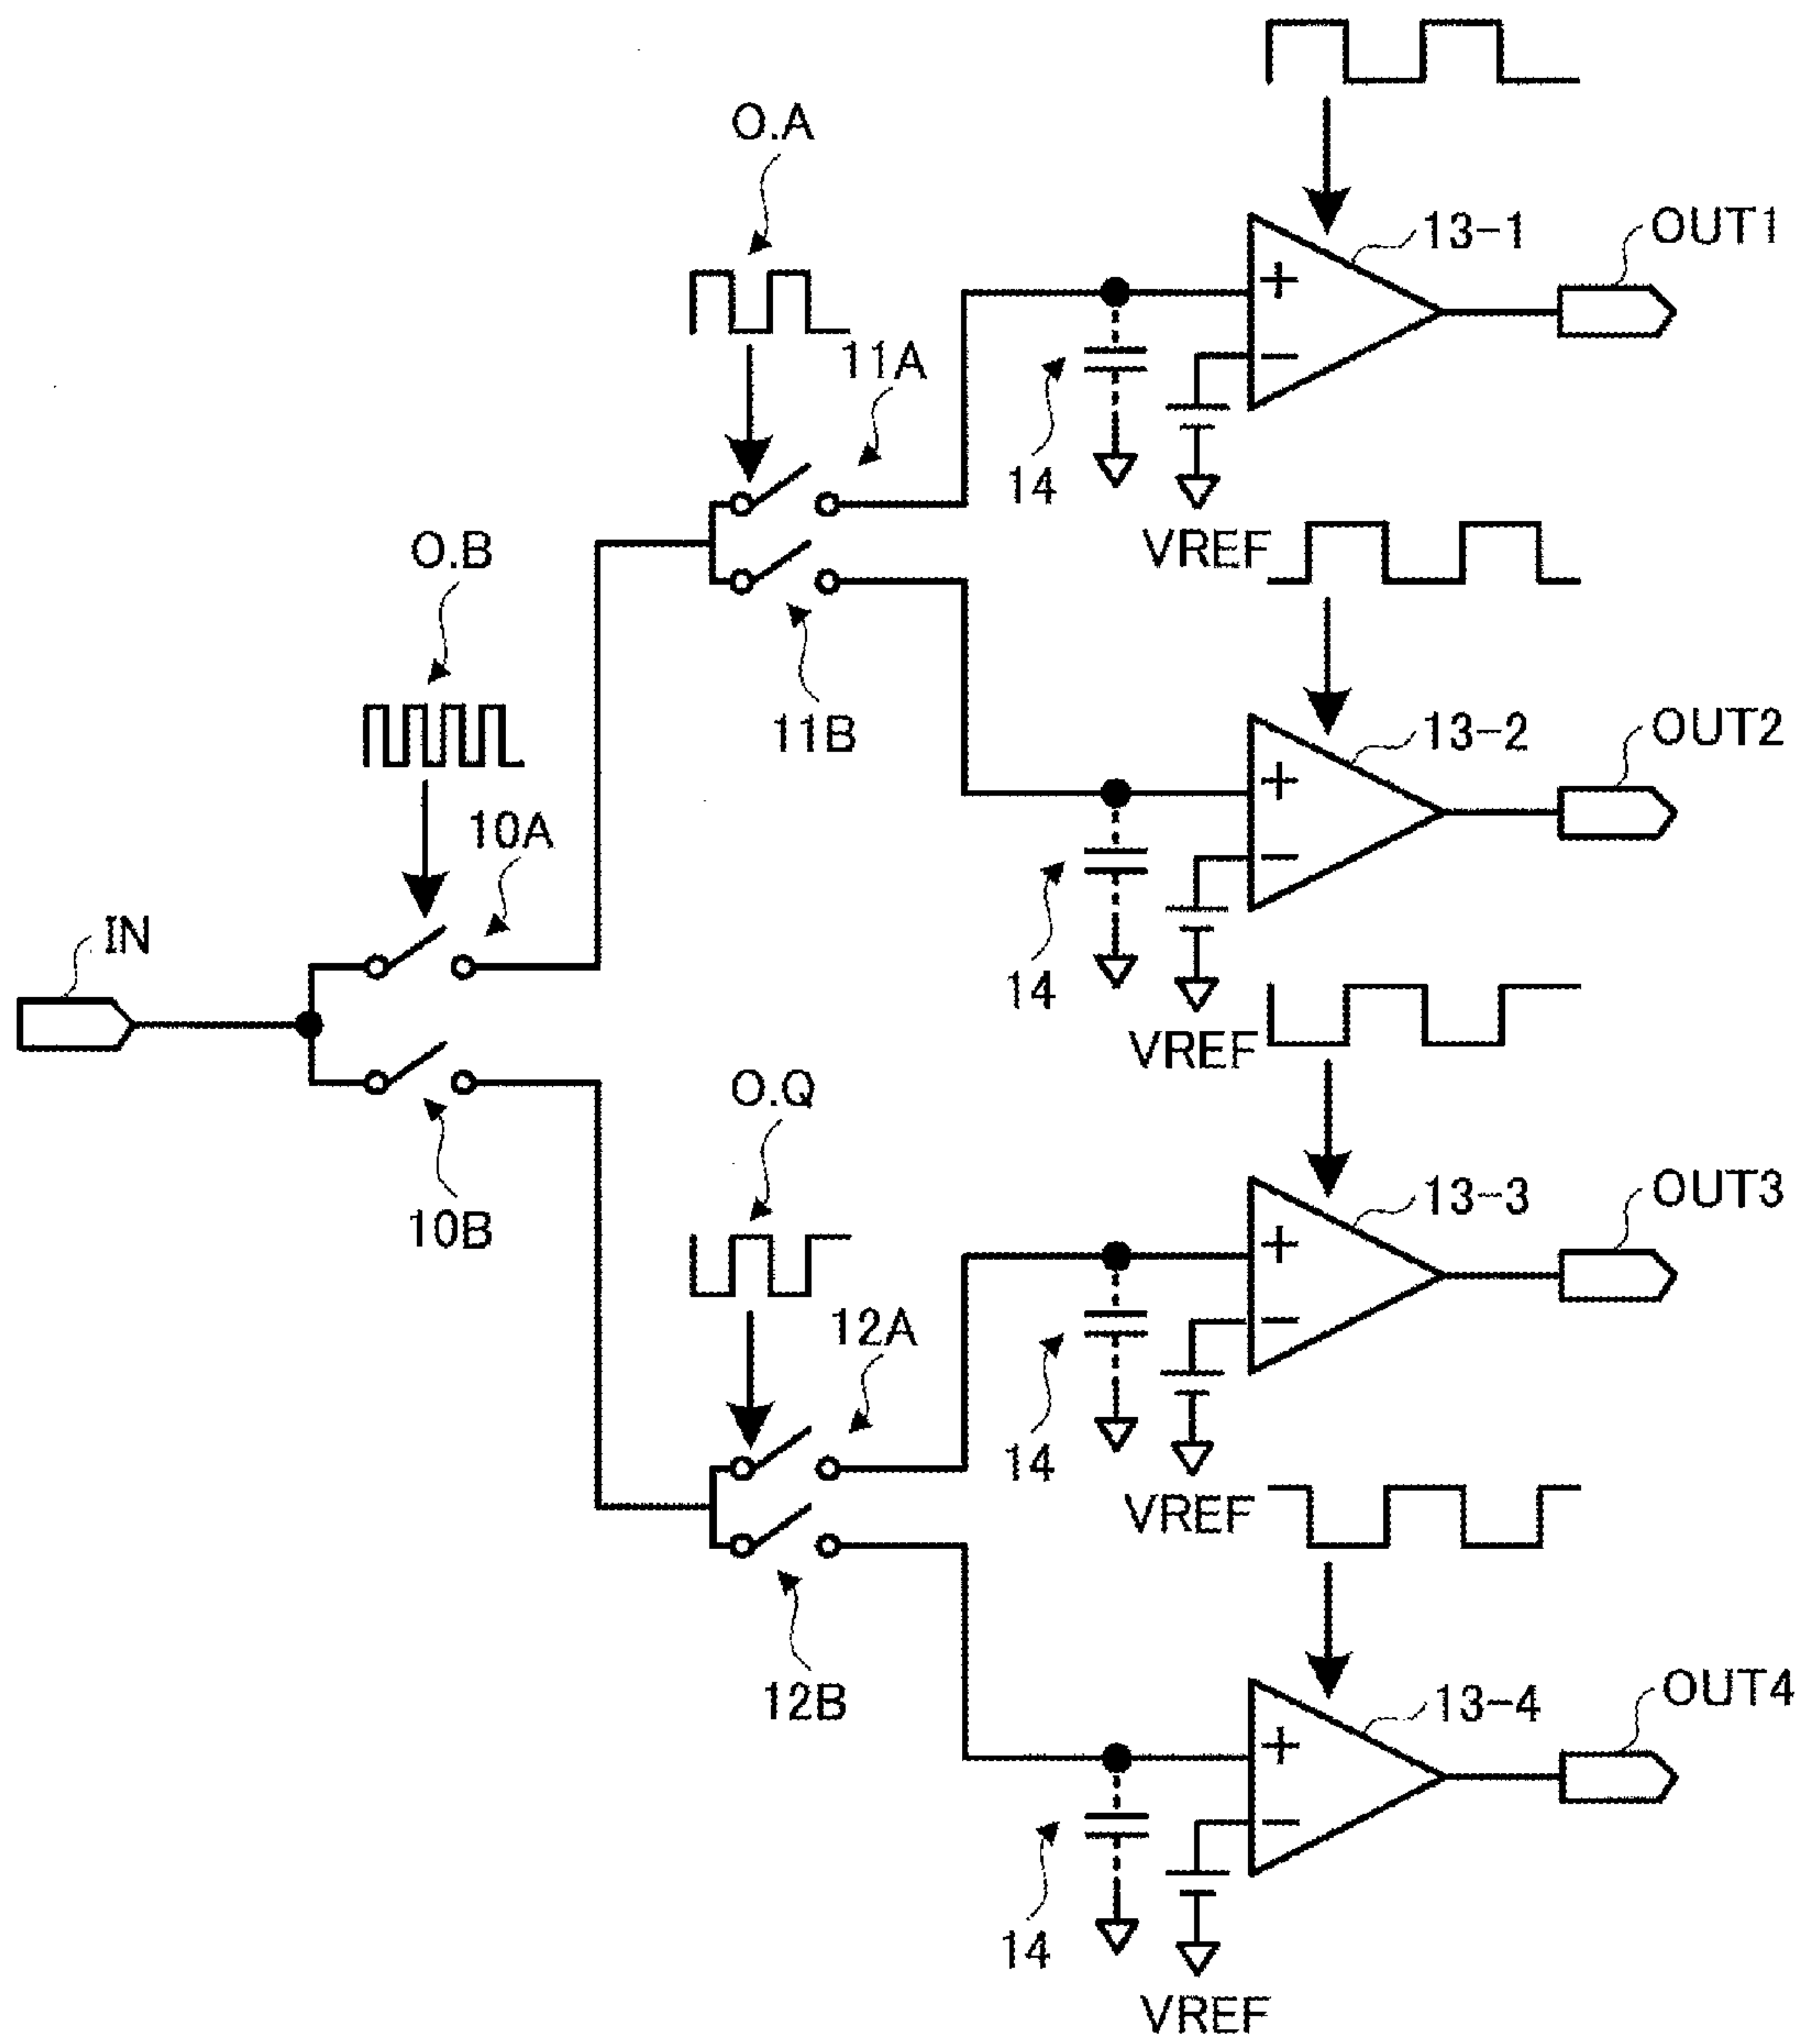 O.A
13-1
OUT1
+
11A
−
14
O.B
VREF
11B
13-2
OUT2
+
10A
−
IN
14
VREF
O.Q
13-3
OUT3
10B
+
12A
−
14
VREF
12B
13-4
OUT4
+
−
14
VREF